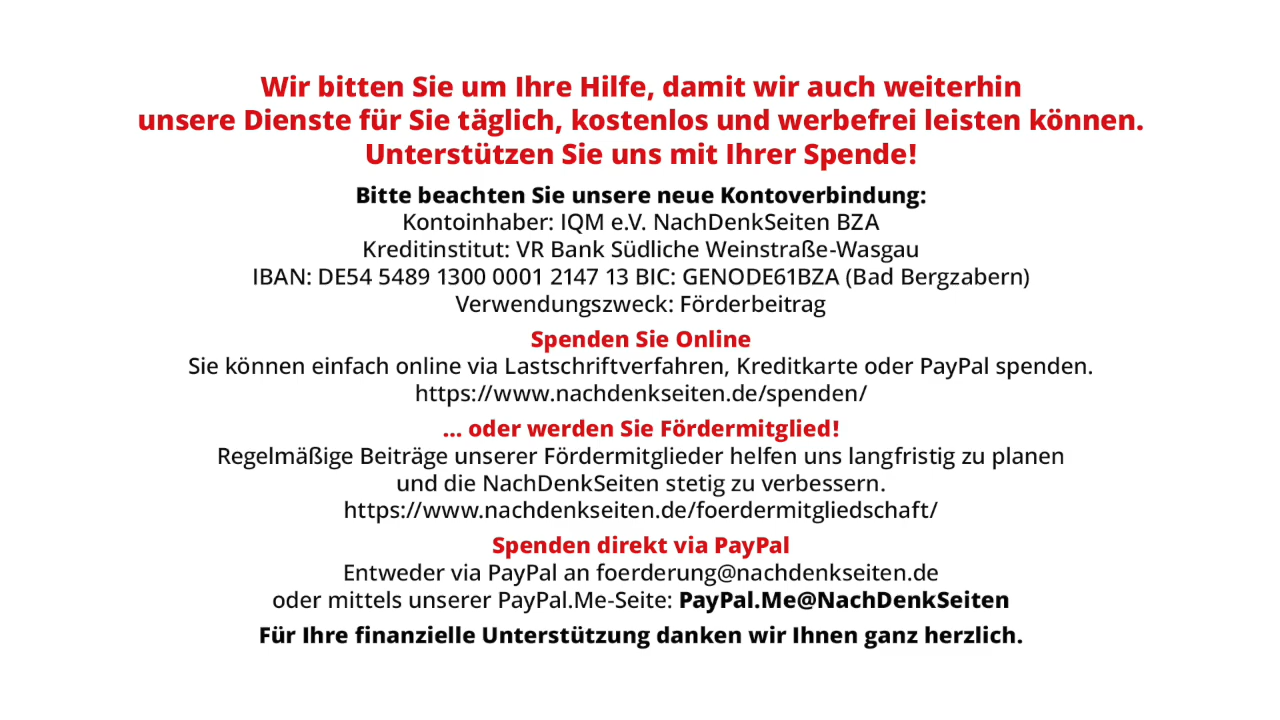 Wir bitten Sie um Ihre Hilfe, damit wir auch weiterhin
unsere Dienste für Sie täglich, kostenlos und werbefrei leisten können.
Unterstützen Sie uns mit Ihrer Spende!
Bitte beachten Sie unsere neue Kontoverbindung:
Kontoinhaber: IQM e.V. NachDenkSeiten BZA
Kreditinstitut: VR Bank Südliche Weinstraße-Wasgau
IBAN: DE54 5489 1300 0001 2147 13 BIC: GENODE61BZA (Bad Bergzabern)
Verwendungszweck: Förderbeitrag
Spenden Sie Online
Sie können einfach online via Lastschriftverfahren, Kreditkarte oder PayPal spenden.
https://www.nachdenkseiten.de/spenden/
... oder werden Sie Fördermitglied!
Regelmäßige Beiträge unserer Fördermitglieder helfen uns langfristig zu planen
und die NachDenkSeiten stetig zu verbessern.
https://www.nachdenkseiten.de/foerdermitgliedschaft/
Spenden direkt via PayPal
Entweder via PayPal an foerderung@nachdenkseiten.de
oder mittels unserer PayPal.Me-Seite: PayPal.Me@NachDenkSeiten
Für Ihre finanzielle Unterstützung danken wir Ihnen ganz herzlich.